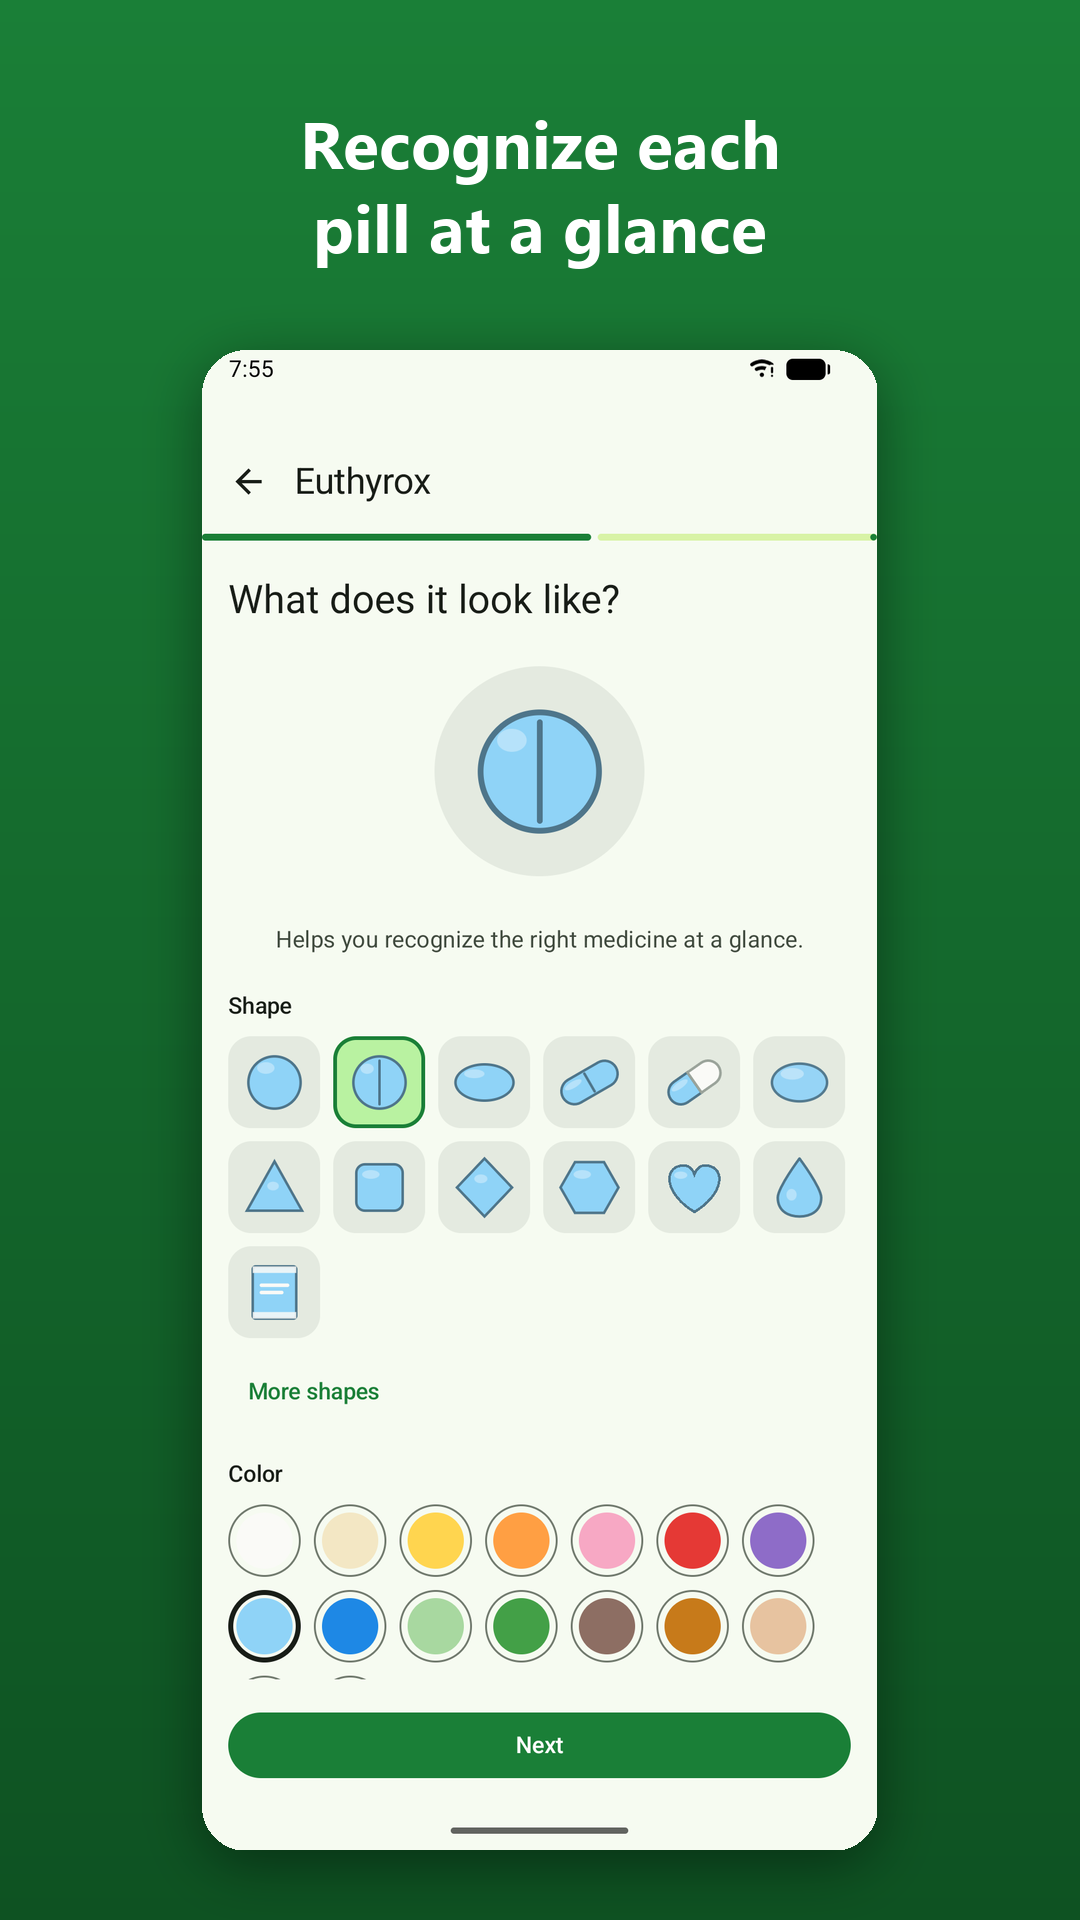 Recognize each
pill at a glance
7:55
Euthyrox
What does it look like?
Helps you recognize the right medicine at a glance.
Shape
More shapes
Color
Next